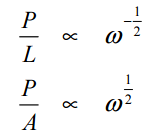 P/L ∝ ω^(-1/2)
P/A ∝ ω^(1/2)